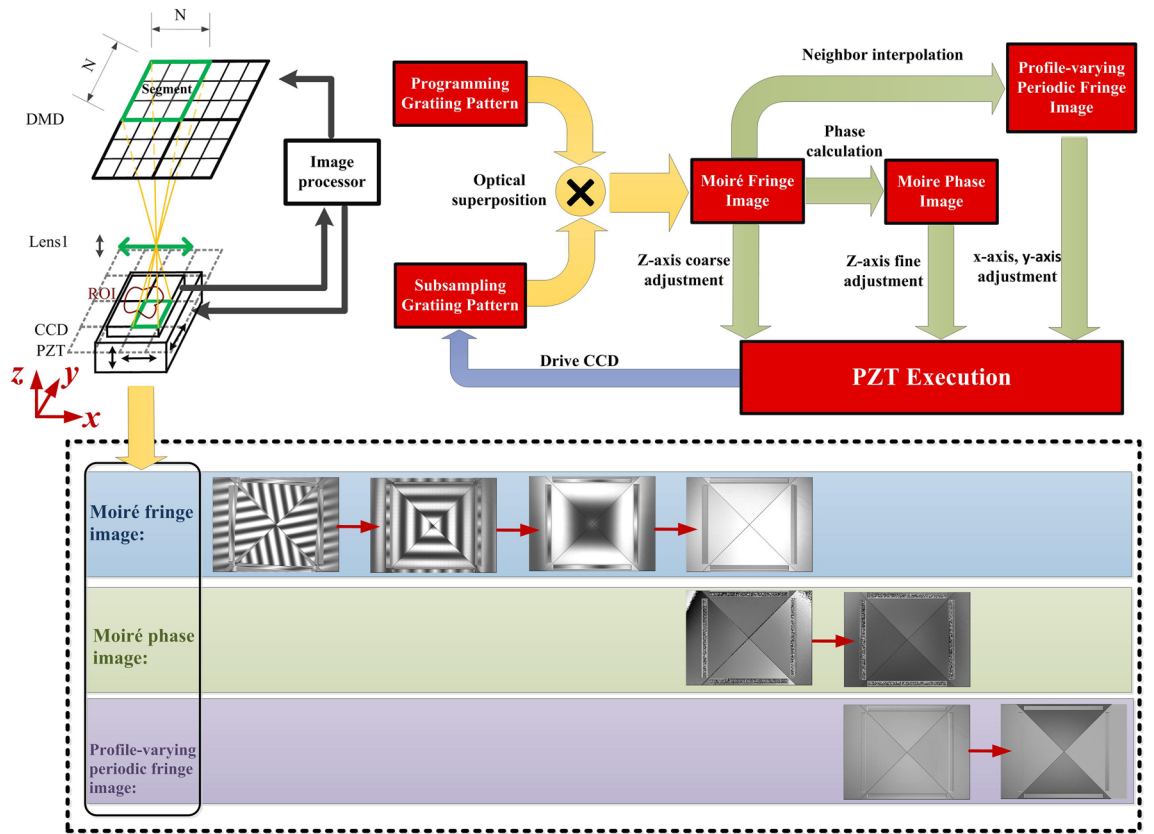 N
N
Segment
DMD
Image
processor
Lens1
ROI
CCD
PZT
z
y
x
Programming
Gratiing Pattern
Optical
superposition
Subsampling
Gratiing Pattern
Moiré Fringe
Image
Neighbor interpolation
Profile-varying
Periodic Fringe
Image
Phase
calculation
Moire Phase
Image
Z-axis coarse
adjustment
Z-axis fine
adjustment
x-axis, y-axis
adjustment
Drive CCD
PZT Execution
Moiré fringe
image:
Moiré phase
image:
Profile-varying
periodic fringe
image: